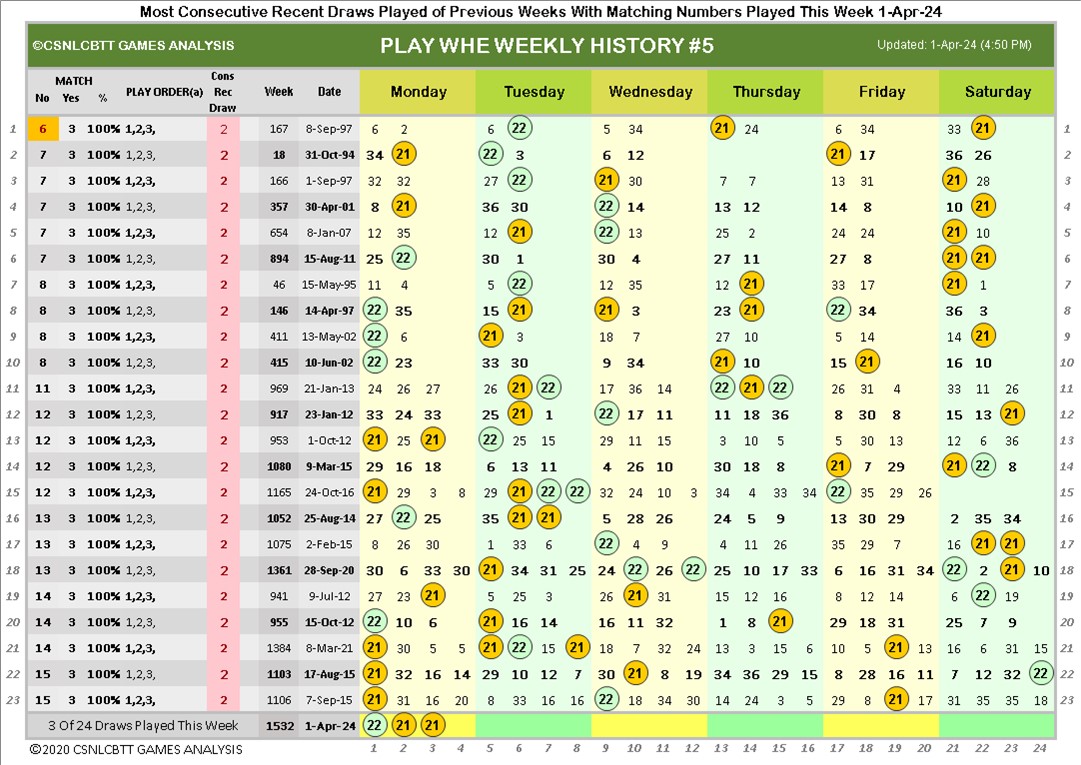 Most Consecutive Recent Draws Played of Previous Weeks With Matching Numbers Played This Week 1-Apr-24
©CSNLCBTT GAMES ANALYSIS PLAY WHE WEEKLY HISTORY #5 Updated: 1-Apr-24 (4:50 PM)
No MATCH Yes % PLAY ORDER(a) Cons Rec Draw Week Date Monday Tuesday Wednesday Thursday Friday Saturday
1 6 3 100% 1,2,3, 2 167 8-Sep-97 6 2 6 22 5 34 21 24 6 34 33 21 1
2 7 3 100% 1,2,3, 2 18 31-Oct-94 34 21 22 3 6 12 21 17 36 26 2
3 7 3 100% 1,2,3, 2 166 1-Sep-97 32 32 27 22 21 30 7 7 13 31 21 28 3
4 7 3 100% 1,2,3, 2 357 30-Apr-01 8 21 36 30 22 14 13 12 14 8 10 21 4
5 7 3 100% 1,2,3, 2 654 8-Jan-07 12 35 12 21 22 13 25 2 24 24 21 10 5
6 7 3 100% 1,2,3, 2 894 15-Aug-11 25 22 30 1 30 4 27 11 27 8 21 21 6
7 8 3 100% 1,2,3, 2 46 15-May-95 11 4 5 22 12 35 12 21 33 17 21 1 7
8 8 3 100% 1,2,3, 2 146 14-Apr-97 22 35 15 21 21 3 23 21 22 34 36 3 8
9 8 3 100% 1,2,3, 2 411 13-May-02 22 6 21 3 18 7 27 10 5 14 22 21 9
10 8 3 100% 1,2,3, 2 415 10-Jun-02 22 23 33 30 9 34 21 10 15 21 16 10 10
11 11 3 100% 1,2,3, 2 969 21-Jan-13 24 26 27 26 21 22 17 36 14 22 21 22 26 31 4 33 11 26 11
12 12 3 100% 1,2,3, 2 917 23-Jan-12 33 24 33 25 21 1 22 17 11 11 18 36 8 30 8 15 13 21 12
13 12 3 100% 1,2,3, 2 953 1-Oct-12 21 25 21 22 25 15 29 11 15 3 10 5 5 30 13 12 6 36 13
14 12 3 100% 1,2,3, 2 1080 9-Mar-15 29 16 18 6 13 11 4 26 10 30 18 8 21 7 29 21 22 8 14
15 12 3 100% 1,2,3, 2 1165 24-Oct-16 21 29 3 4 29 21 22 22 32 24 10 3 34 4 33 34 22 35 29 26 15
16 13 3 100% 1,2,3, 2 1052 25-Aug-14 27 22 25 35 21 21 5 28 26 24 5 9 13 30 29 2 35 34 16
17 13 3 100% 1,2,3, 2 1075 2-Feb-15 8 26 30 1 33 6 22 4 9 4 11 26 35 29 7 16 22 21 17
18 13 3 100% 1,2,3, 2 1361 28-Sep-20 30 6 33 30 21 34 31 25 24 22 26 22 25 10 17 33 6 16 31 34 22 2 21 10 18
19 14 3 100% 1,2,3, 2 941 9-Jul-12 27 23 21 5 25 3 26 21 31 15 12 16 8 12 14 6 22 19 19
20 14 3 100% 1,2,3, 2 955 15-Oct-12 22 10 6 21 16 14 16 11 32 1 8 21 29 18 31 25 7 9 20
21 14 3 100% 1,2,3, 2 1384 8-Mar-21 21 30 5 5 21 22 15 21 18 7 32 24 13 3 15 6 10 5 21 13 16 6 31 15 21
22 15 3 100% 1,2,3, 2 1103 17-Aug-15 21 32 16 14 29 10 12 7 30 21 8 19 34 36 29 15 8 28 16 11 7 12 32 22 22
23 15 3 100% 1,2,3, 2 1106 7-Sep-15 21 31 16 20 8 33 16 16 22 18 34 30 14 24 3 5 29 8 21 17 31 35 35 18 23
3 Of 24 Draws Played This Week 1532 1-Apr-24 22 21 21
©2020 CSNLCBTT GAMES ANALYSIS 1 2 3 4 5 6 7 8 9 10 11 12 13 14 15 16 17 18 19 20 21 22 23 24